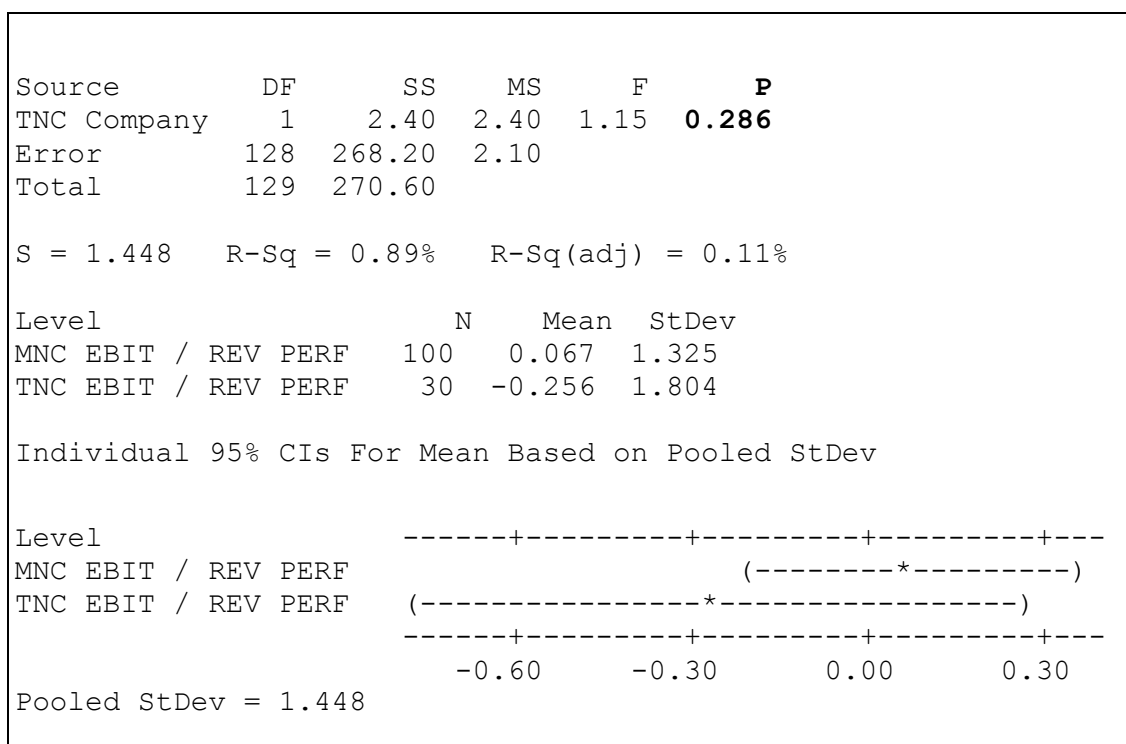 Source DF SS MS F P
TNC Company 1 2.40 2.40 1.15 0.286
Error 128 268.20 2.10
Total 129 270.60
S = 1.448 R-Sq = 0.89% R-Sq(adj) = 0.11%
Level N Mean StDev
MNC EBIT / REV PERF 100 0.067 1.325
TNC EBIT / REV PERF 30 -0.256 1.804
Individual 95% CIs For Mean Based on Pooled StDev
Level ------+---------+---------+---------+---
MNC EBIT / REV PERF (--------*---------)
TNC EBIT / REV PERF (----------------*-----------------)
------+---------+---------+---------+---
-0.60 -0.30 0.00 0.30
Pooled StDev = 1.448